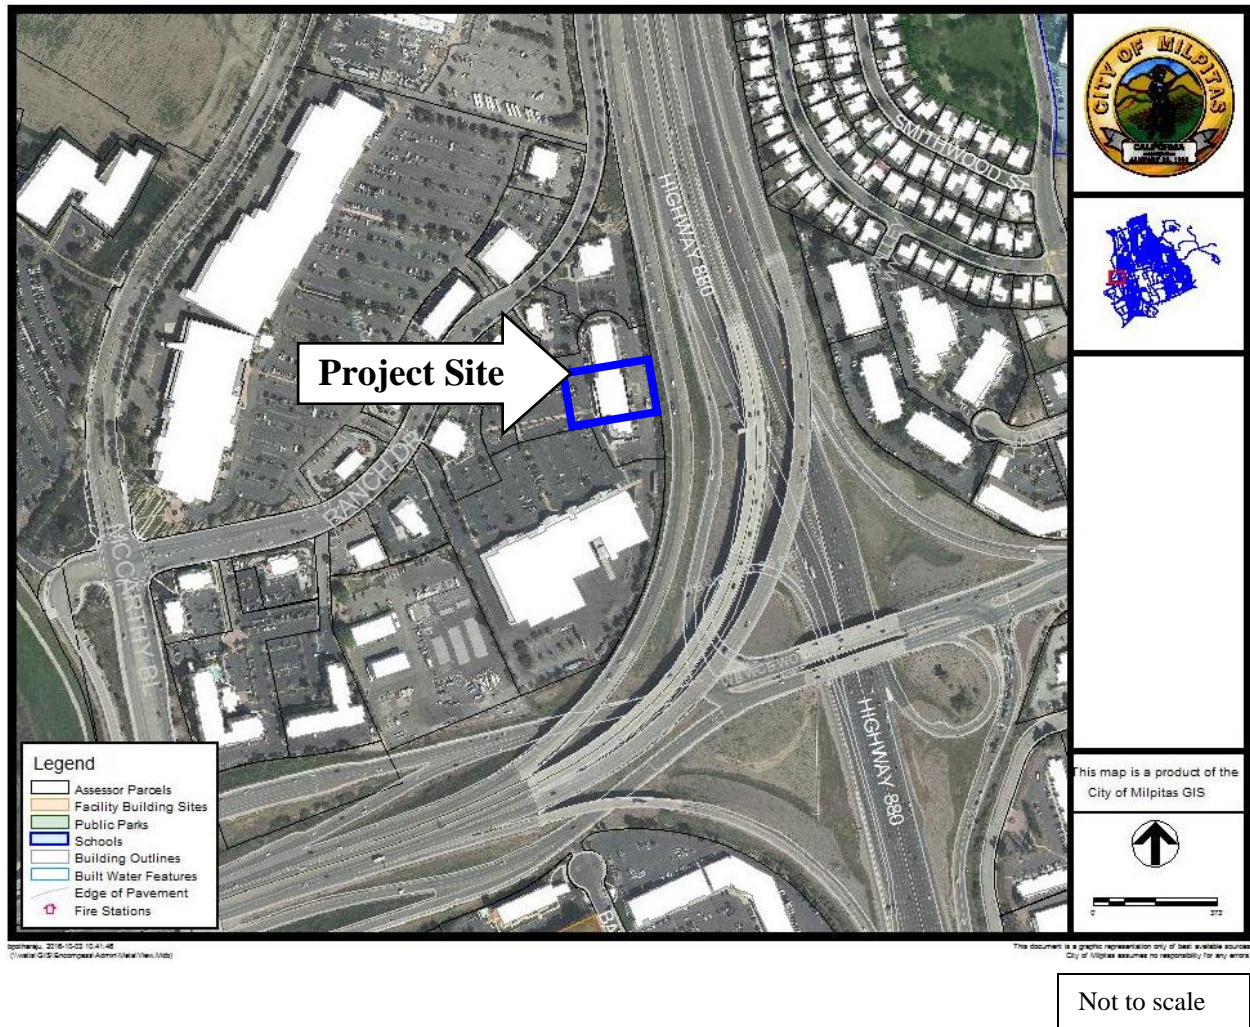 CITY OF MILPITAS
CALIFORNIA
SMITHWOOD ST
HIGHWAY 880
Project Site
RANCH DR
MCCARTHY BL
HIGHWAY 880
Legend
Assessor Parcels
Facility Building Sites
Public Parks
Schools
Building Outlines
Built Water Features
Edge of Pavement
Fire Stations
This map is a product of the
City of Milpitas GIS
0'
373'
This document is a graphic representation only of best available sources
City of Milpitas assumes no responsibility for any errors
Not to scale